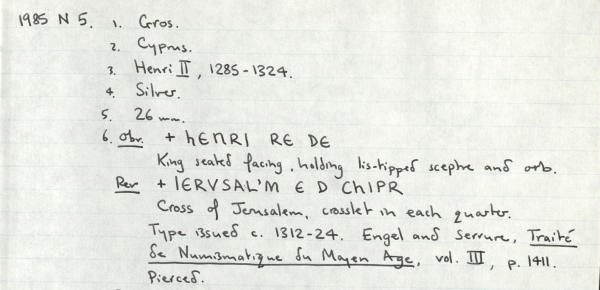 1985 N 5. 1. Gros.
2. Cyprus.
3. Henri II, 1285-1324.
4. Silver.
5. 26 mm.
6. Obv. + hENRI RE DE
King seated facing, holding lis-tipped sceptre and orb.
Rev + IERVSAL'M E D ChIPR
Cross of Jerusalem, crosslet in each quarter.
Type issued c. 1312-24. Engel and Serrure, Traité
de Numismatique du Moyen Age, vol. III, p. 1411.
Pierced.